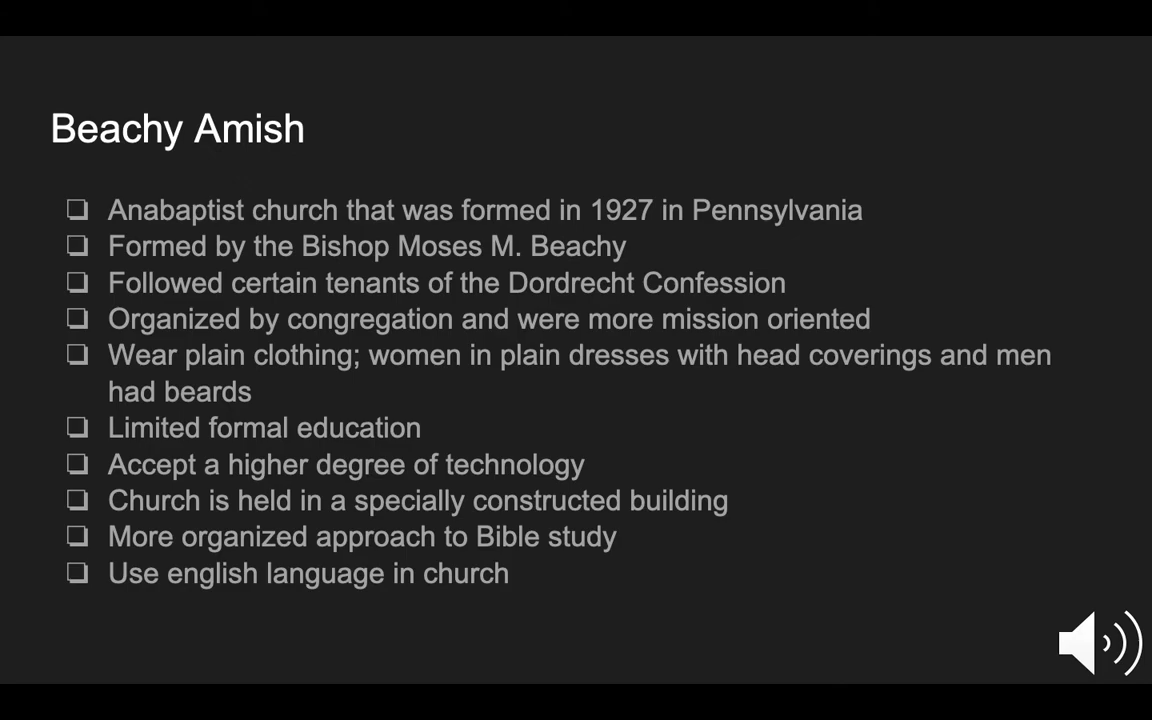 Beachy Amish
❏ Anabaptist church that was formed in 1927 in Pennsylvania
❏ Formed by the Bishop Moses M. Beachy
❏ Followed certain tenants of the Dordrecht Confession
❏ Organized by congregation and were more mission oriented
❏ Wear plain clothing; women in plain dresses with head coverings and men
had beards
❏ Limited formal education
❏ Accept a higher degree of technology
❏ Church is held in a specially constructed building
❏ More organized approach to Bible study
❏ Use english language in church